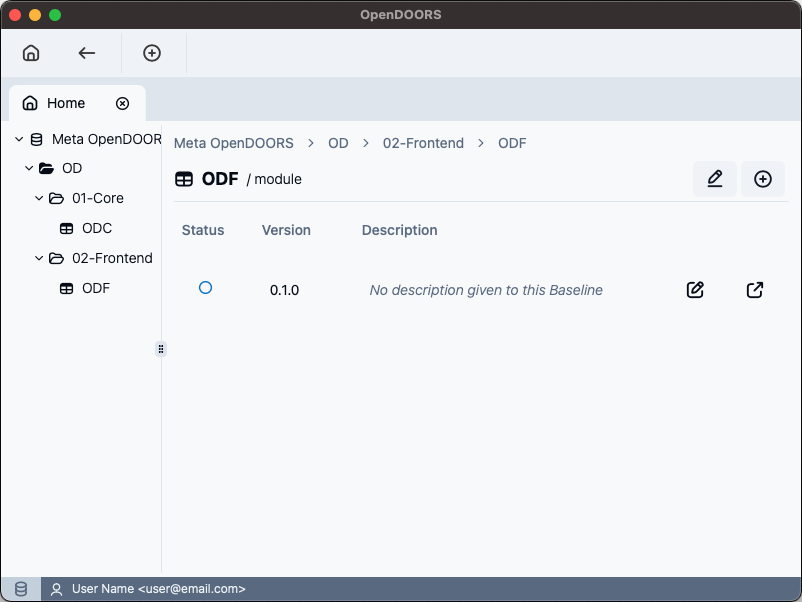 OpenDOORS
Home
Meta OpenDOOR
OD
01-Core
ODC
02-Frontend
ODF
Meta OpenDOORS > OD > 02-Frontend > ODF
ODF / module
Status Version Description
0.1.0 No description given to this Baseline
User Name <user@email.com>